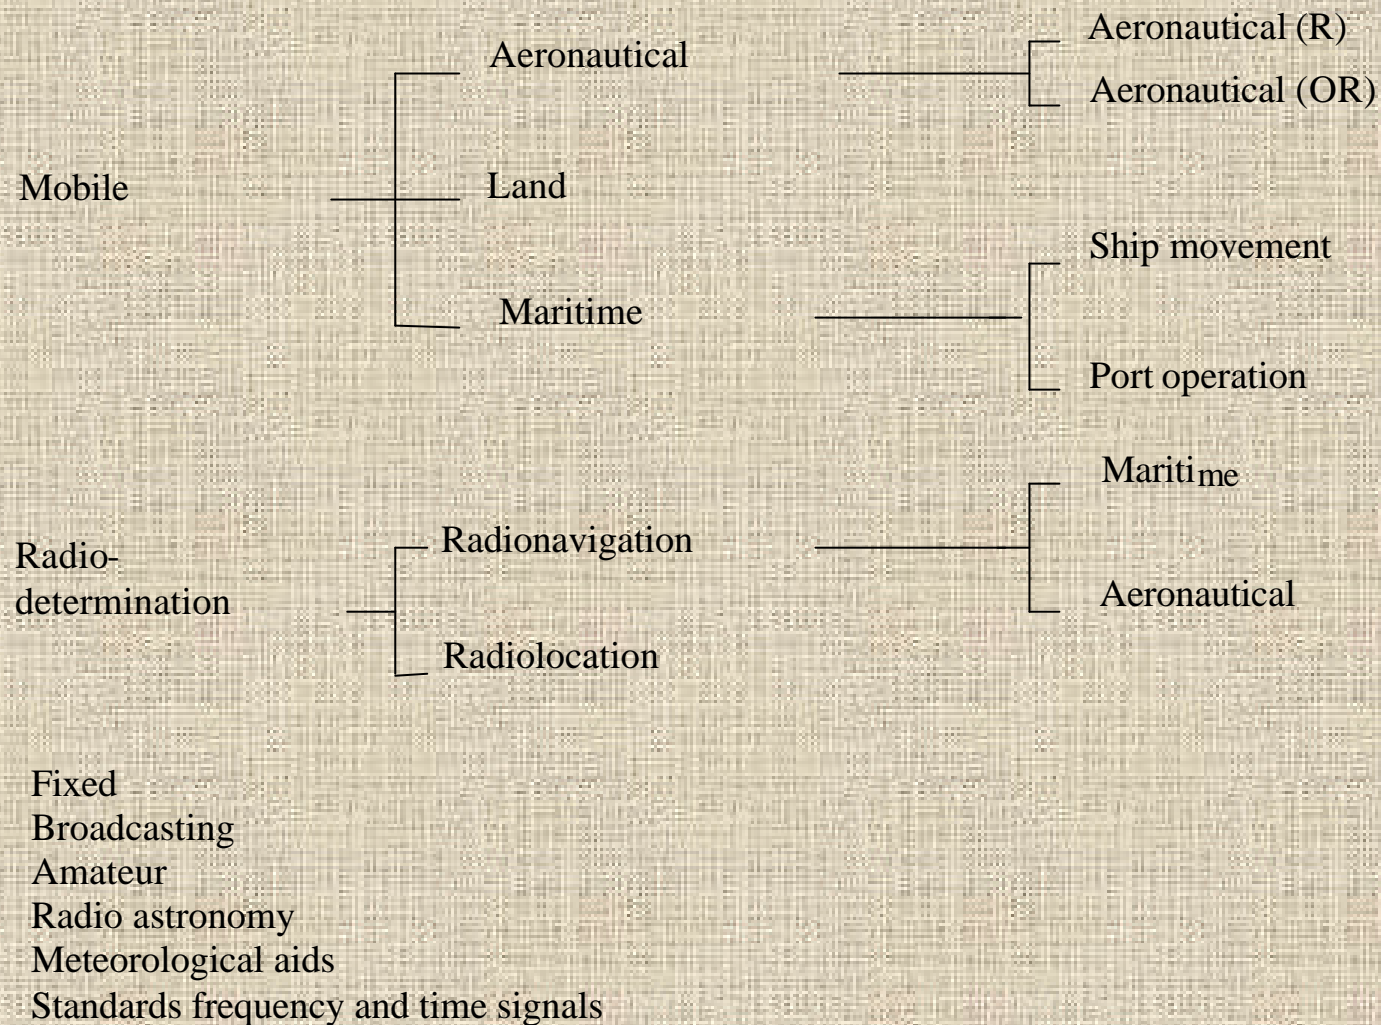 Aeronautical (R)
Aeronautical
Aeronautical (OR)
Mobile
Land
Ship movement
Maritime
Port operation
Maritime
Radionavigation
Radio-
determination
Aeronautical
Radiolocation
Fixed
Broadcasting
Amateur
Radio astronomy
Meteorological aids
Standards frequency and time signals